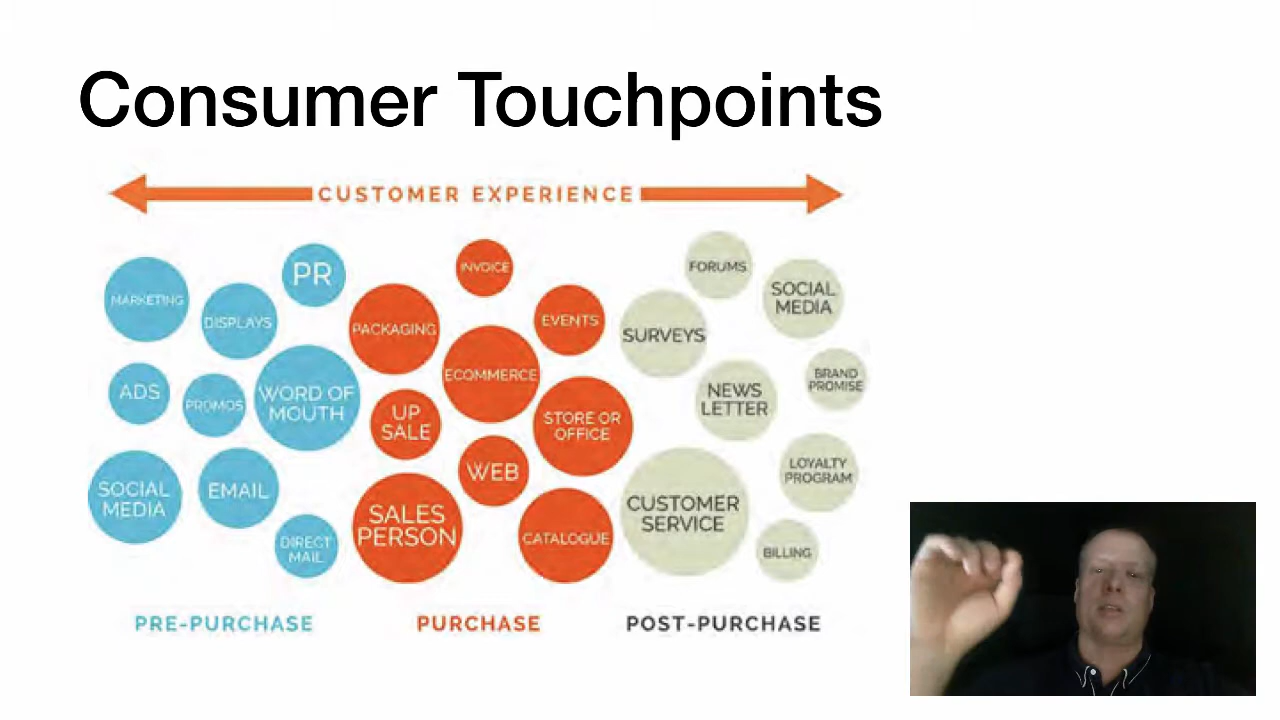 Consumer Touchpoints
CUSTOMER EXPERIENCE
MARKETING
DISPLAYS
PR
ADS
PROMOS
WORD OF
MOUTH
SOCIAL
MEDIA
EMAIL
DIRECT
MAIL
PRE-PURCHASE
INVOICE
PACKAGING
EVENTS
ECOMMERCE
UP
SALE
STORE OR
OFFICE
WEB
SALES
PERSON
CATALOGUE
PURCHASE
FORUMS
SOCIAL
MEDIA
SURVEYS
BRAND
PROMISE
NEWS
LETTER
LOYALTY
PROGRAM
CUSTOMER
SERVICE
BILLING
POST-PURCHASE